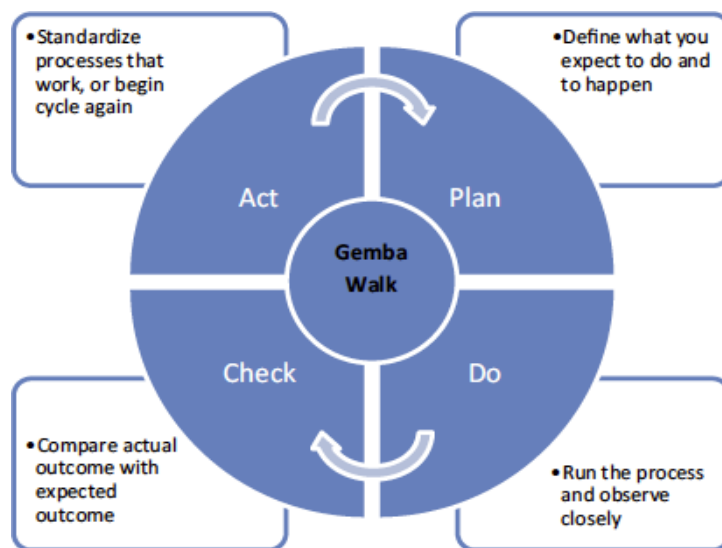 •Standardize
processes that
work, or begin
cycle again
•Define what you
expect to do and
to happen
Act
Plan
Gemba
Walk
Check
Do
•Compare actual
outcome with
expected
outcome
•Run the process
and observe
closely